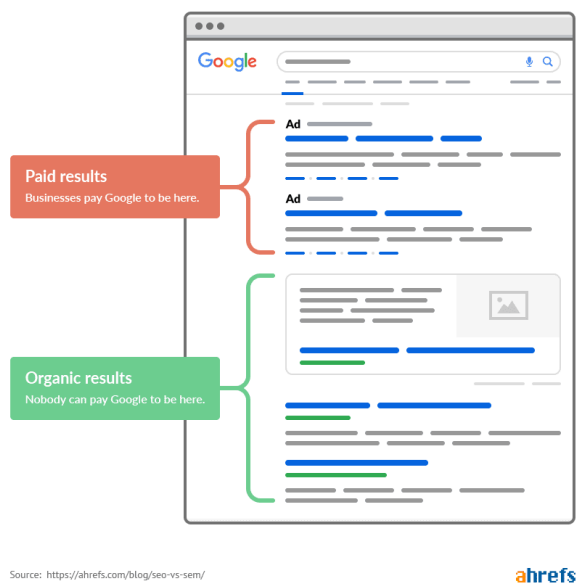 Google
Ad
Paid results
Businesses pay Google to be here.
Ad
Organic results
Nobody can pay Google to be here.
Source: https://ahrefs.com/blog/seo-vs-sem/
ahrefs